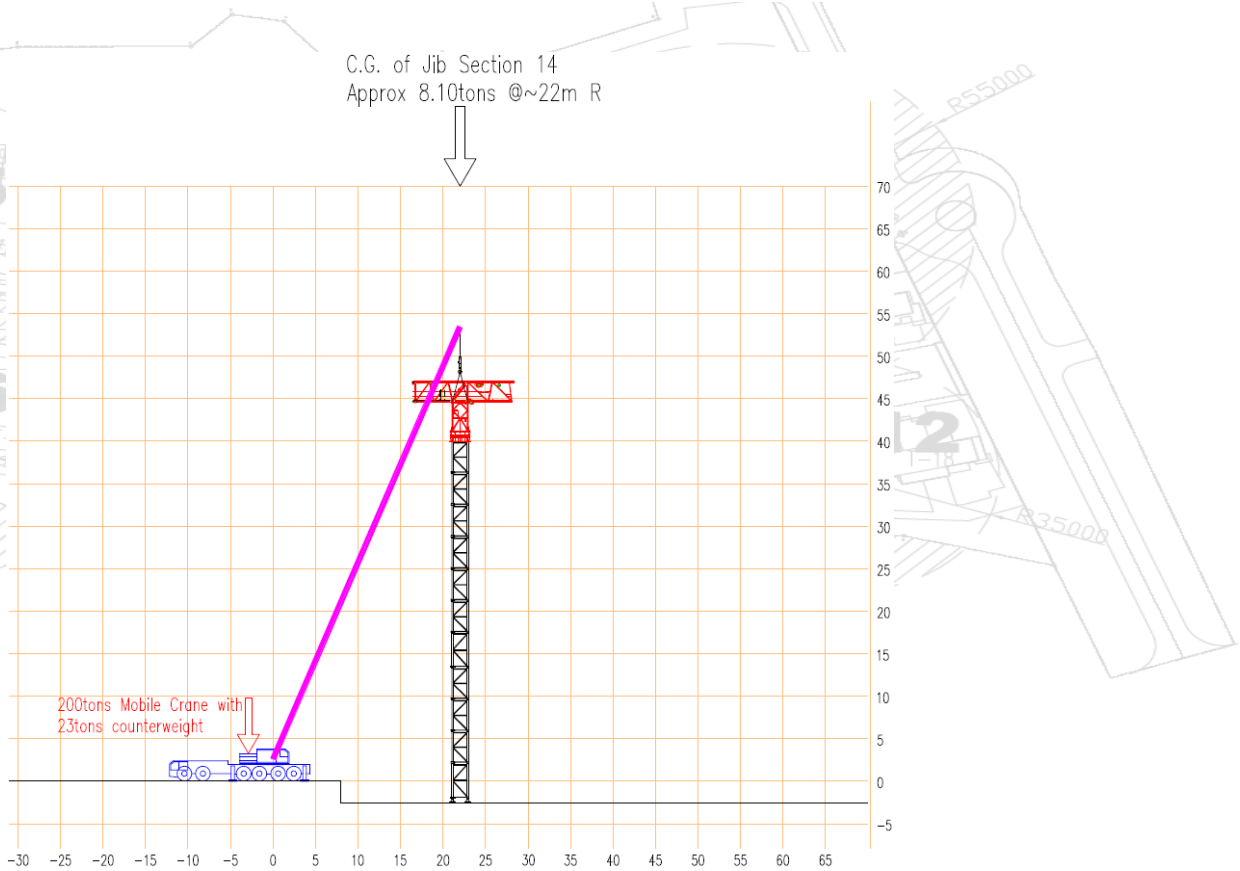 C.G. of Jib Section 14
Approx 8.10tons @~22m R
R55000
70
65
60
55
50
45
40
35
30
25
20
15
10
5
0
-5
12
R35000
200tons Mobile Crane with
23tons counterweight
-30 -25 -20 -15 -10 -5 0 5 10 15 20 25 30 35 40 45 50 55 60 65